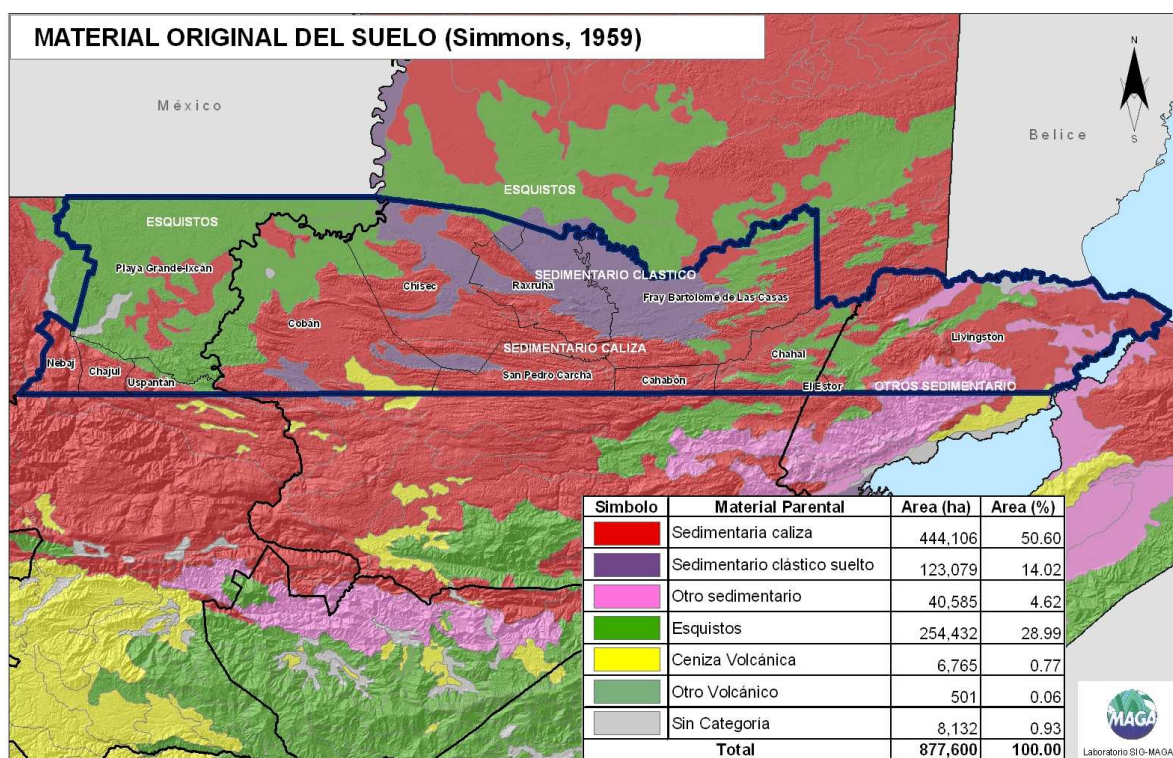 MATERIAL ORIGINAL DEL SUELO (Simmons, 1959)
N
S
México
Belice
ESQUISTOS
ESQUISTOS
Playa Grande-Ixcán
SEDIMENTARIO CLASTICO
Chisec
Raxruha
Fray Bartolomé de Las Casas
Cobán
Livingstón
SEDIMENTARIO CALIZA
Chahal
Nebaj
Chajul
Uspantán
San Pedro Carchá
Cahabón
El Estor
OTROS SEDIMENTARIO
Simbolo Material Parental Area (ha) Area (%)
Sedimentaria caliza 444,106 50.60
Sedimentario clástico suelto 123,079 14.02
Otro sedimentario 40,585 4.62
Esquistos 254,432 28.99
Ceniza Volcánica 6,765 0.77
Otro Volcánico 501 0.06
Sin Categoría 8,132 0.93
Total 877,600 100.00
MAGA
Laboratorio SIG-MAGA